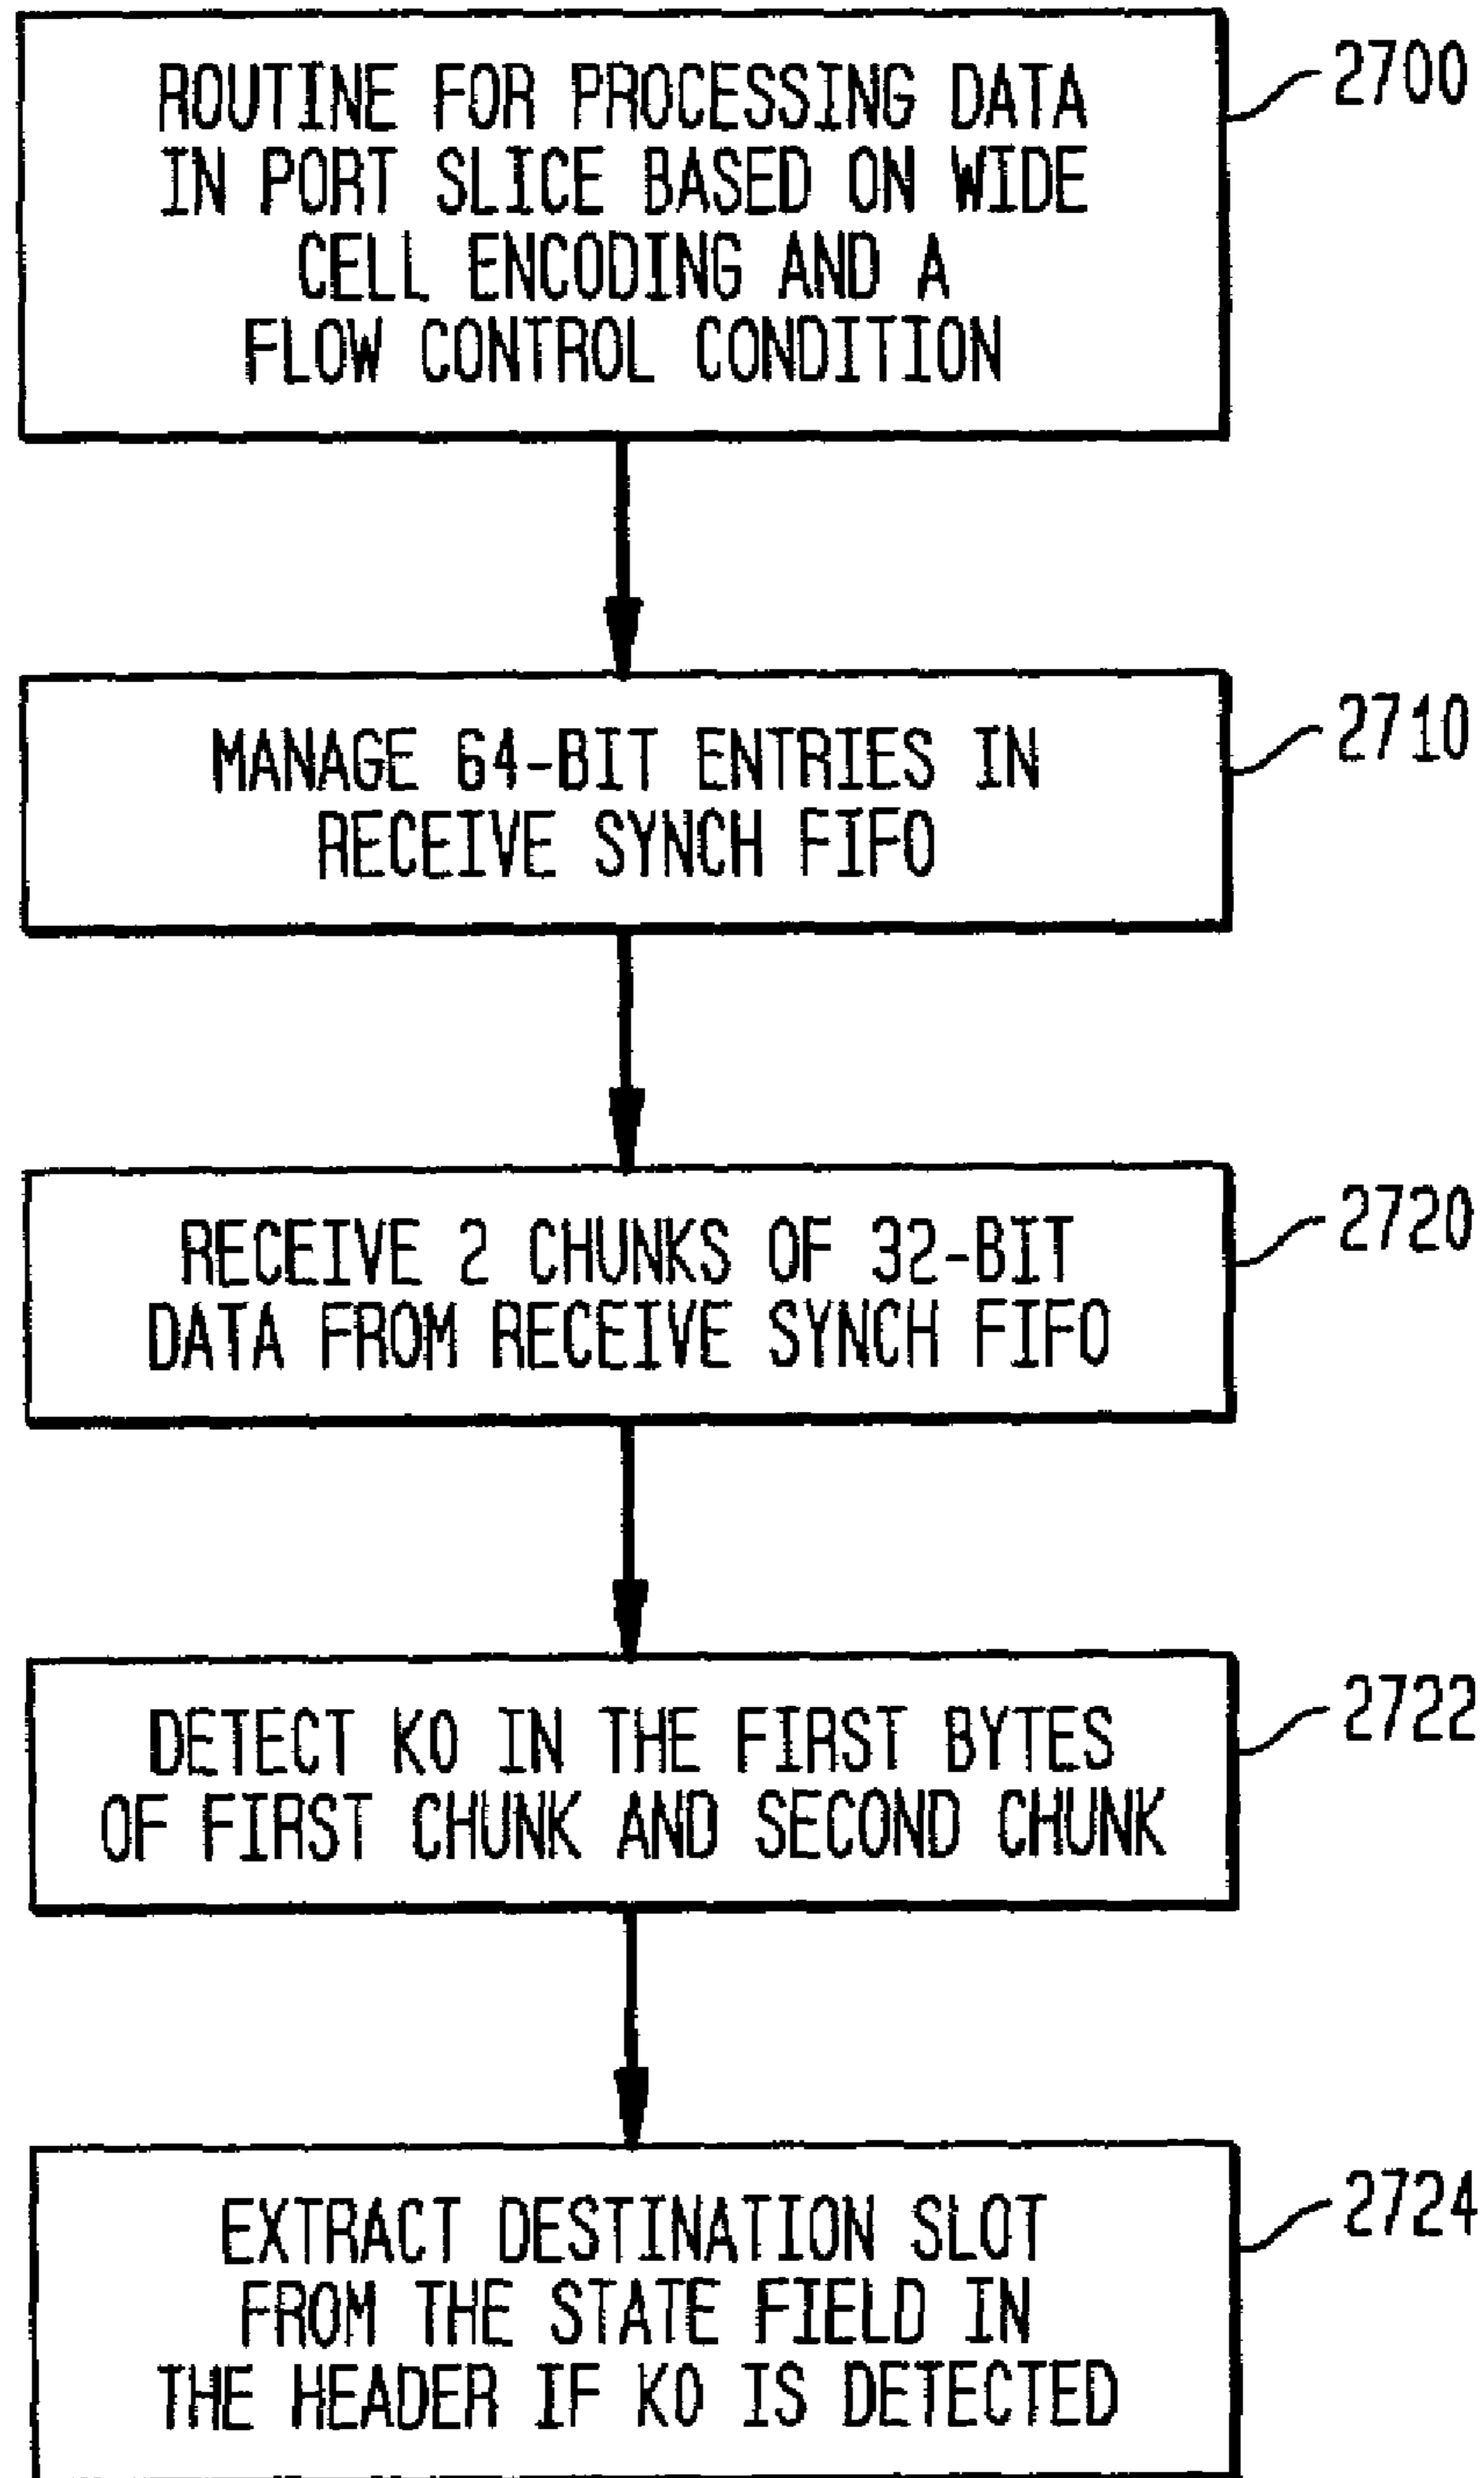 ROUTINE FOR PROCESSING DATA
IN PORT SLICE BASED ON WIDE
CELL ENCODING AND A
FLOW CONTROL CONDITION
2700
MANAGE 64-BIT ENTRIES IN
RECEIVE SYNCH FIFO
2710
RECEIVE 2 CHUNKS OF 32-BIT
DATA FROM RECEIVE SYNCH FIFO
2720
DETECT K0 IN THE FIRST BYTES
OF FIRST CHUNK AND SECOND CHUNK
2722
EXTRACT DESTINATION SLOT
FROM THE STATE FIELD IN
THE HEADER IF K0 IS DETECTED
2724